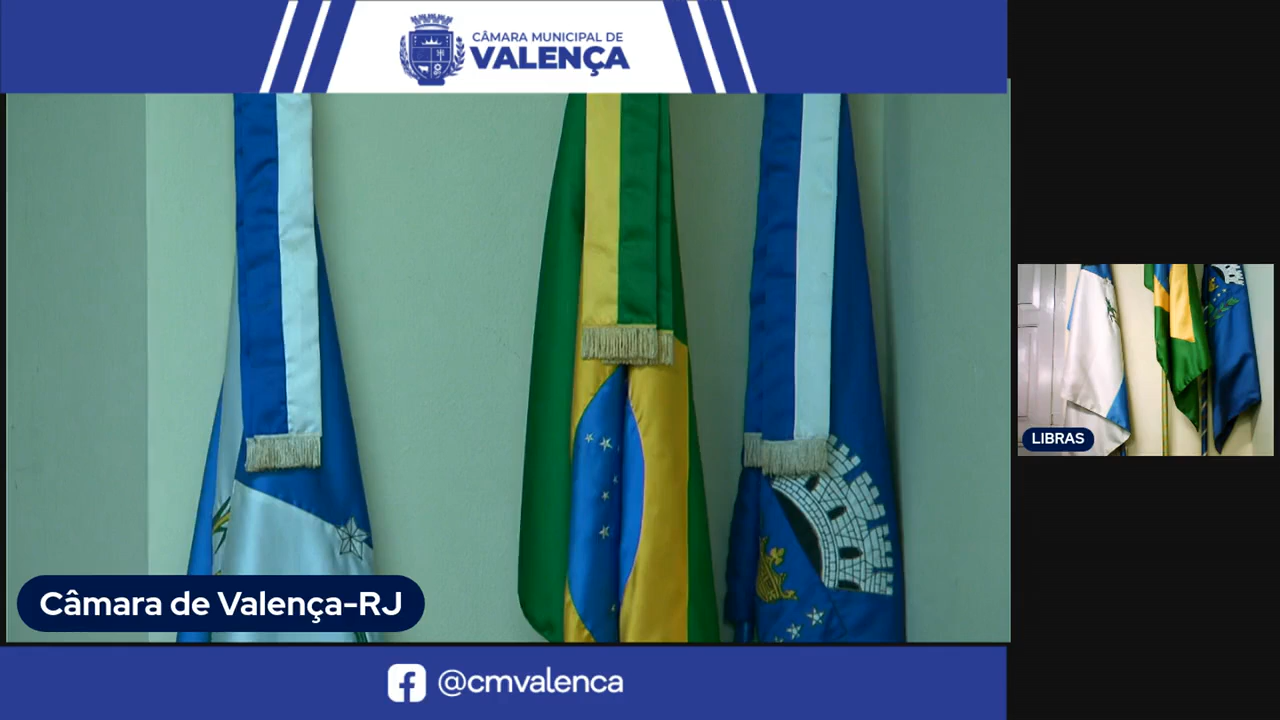 CÂMARA MUNICIPAL DE
VALENÇA
LIBRAS
Câmara de Valença-RJ
@cmvalenca